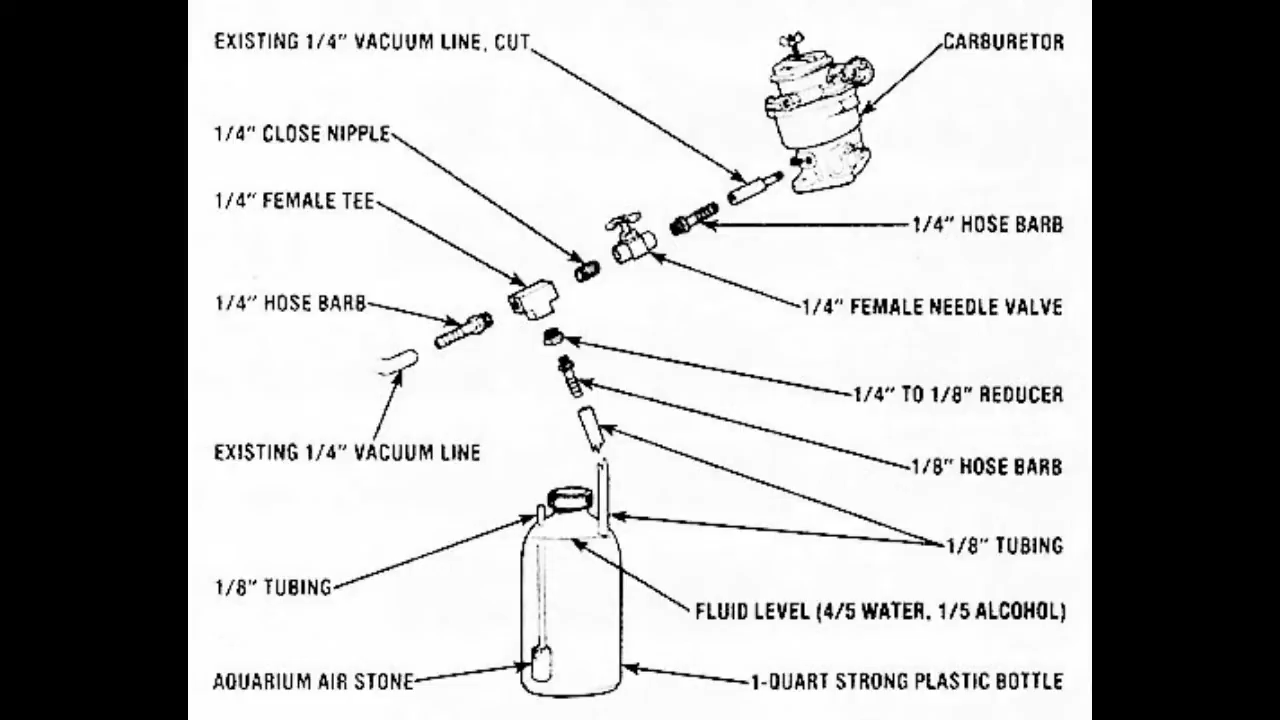 EXISTING 1/4" VACUUM LINE, CUT
CARBURETOR
1/4" CLOSE NIPPLE
1/4" FEMALE TEE
1/4" HOSE BARB
1/4" HOSE BARB
1/4" FEMALE NEEDLE VALVE
1/4" TO 1/8" REDUCER
EXISTING 1/4" VACUUM LINE
1/8" HOSE BARB
1/8" TUBING
1/8" TUBING
FLUID LEVEL (4/5 WATER, 1/5 ALCOHOL)
AQUARIUM AIR STONE
1-QUART STRONG PLASTIC BOTTLE